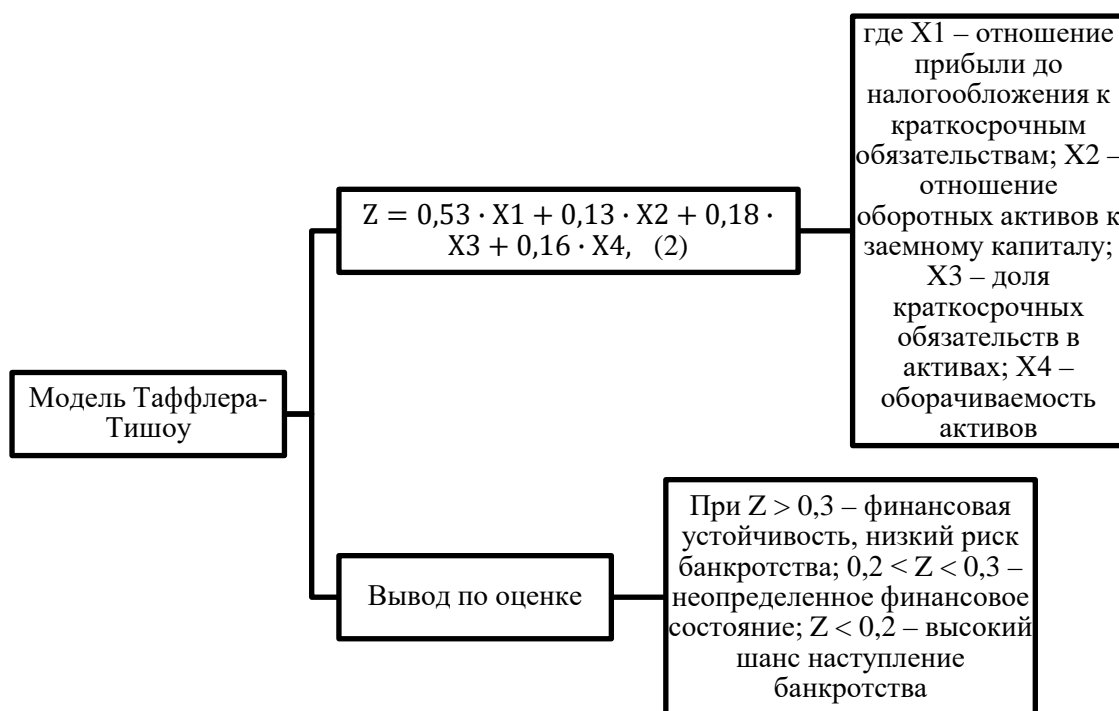 Модель Таффлера-
Тишоу
Z = 0,53 · X1 + 0,13 · X2 + 0,18 ·
X3 + 0,16 · X4, (2)
где X1 – отношение
прибыли до
налогообложения к
краткосрочным
обязательствам; X2 –
отношение
оборотных активов к
заемному капиталу;
X3 – доля
краткосрочных
обязательств в
активах; X4 –
оборачиваемость
активов
Вывод по оценке
При Z > 0,3 – финансовая
устойчивость, низкий риск
банкротства; 0,2 < Z < 0,3 –
неопределенное финансовое
состояние; Z < 0,2 – высокий
шанс наступление
банкротства